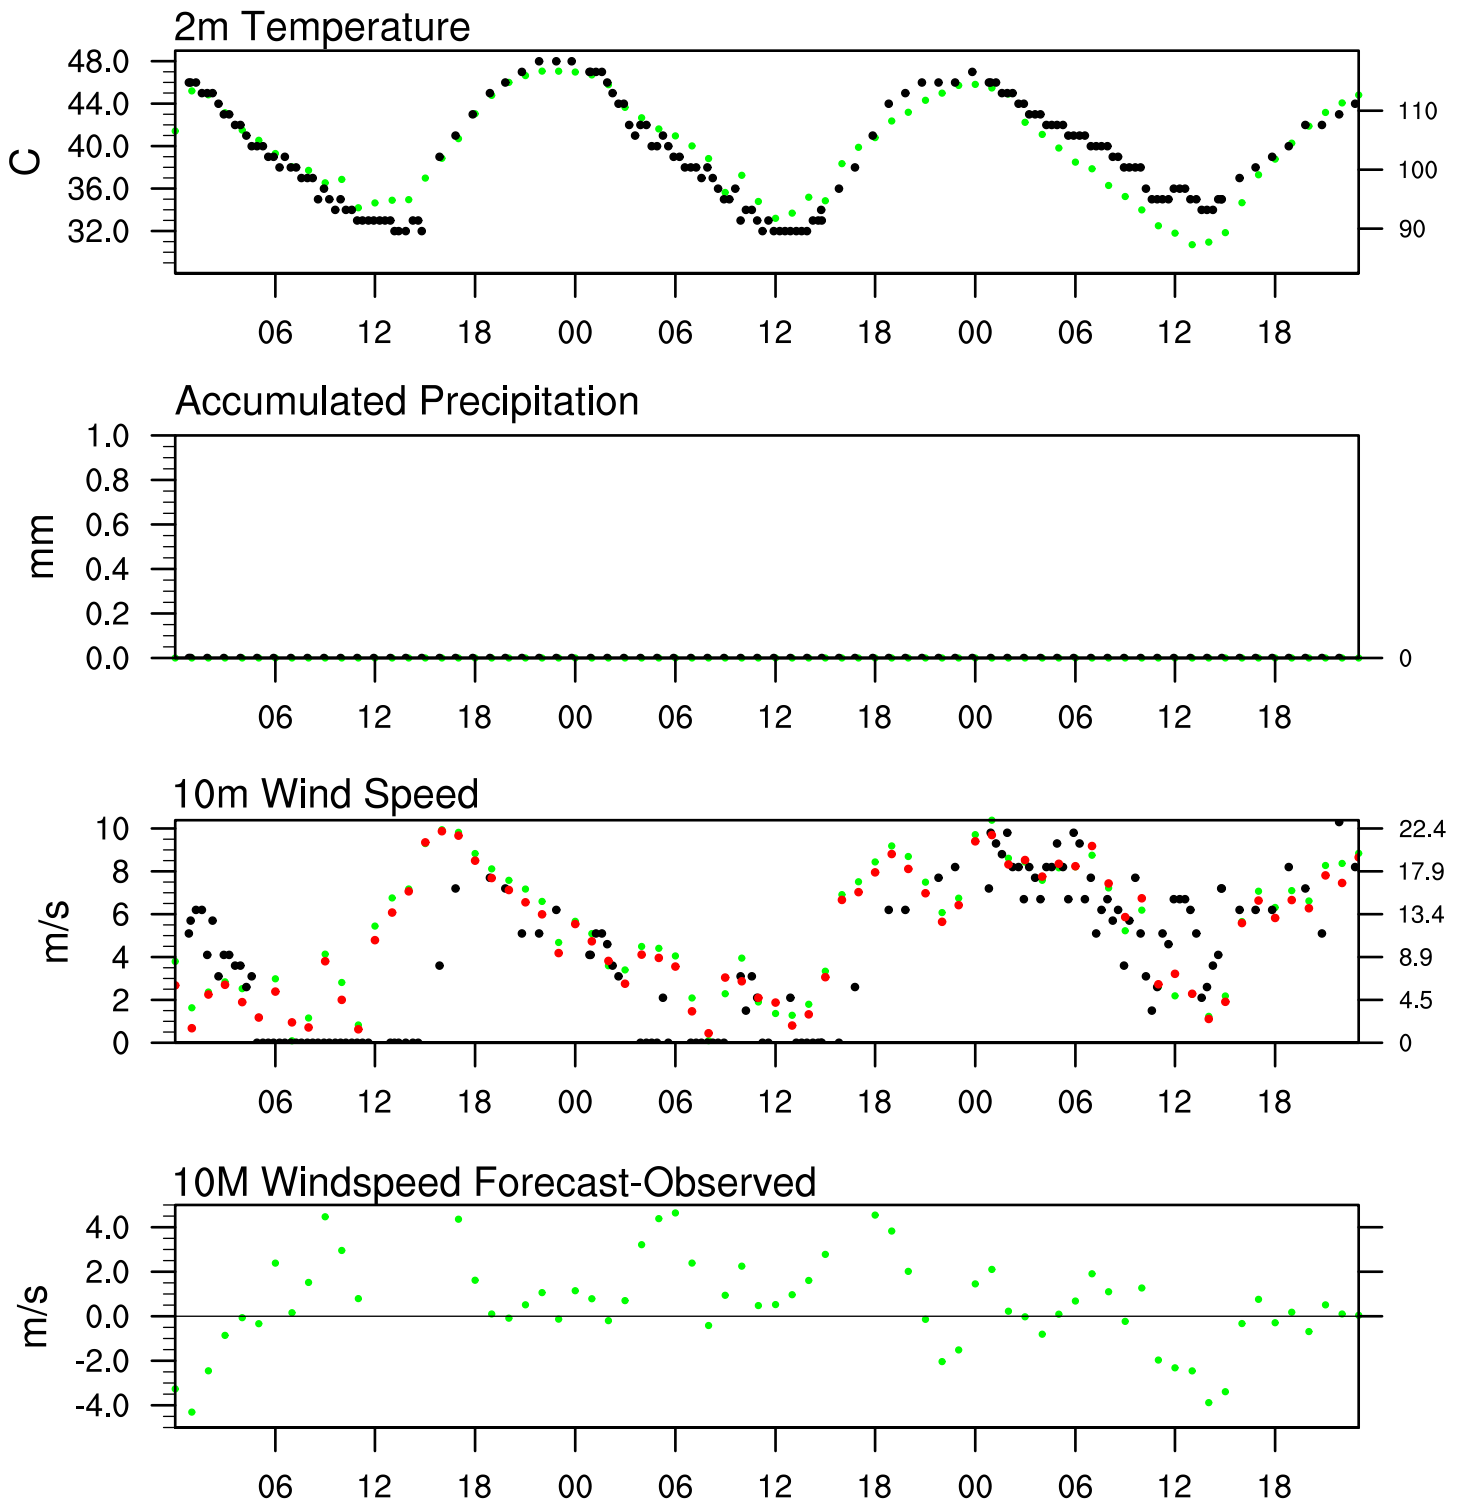 2m Temperature
48.0
44.0
40.0
36.0
32.0
C
110
100
90
06 12 18 00 06 12 18 00 06 12 18
Accumulated Precipitation
1.0
0.8
0.6
0.4
0.2
0.0
mm
0
06 12 18 00 06 12 18 00 06 12 18
10m Wind Speed
10
8
6
4
2
0
m/s
22.4
17.9
13.4
8.9
4.5
0
06 12 18 00 06 12 18 00 06 12 18
10M Windspeed Forecast-Observed
4.0
2.0
0.0
-2.0
-4.0
m/s
06 12 18 00 06 12 18 00 06 12 18